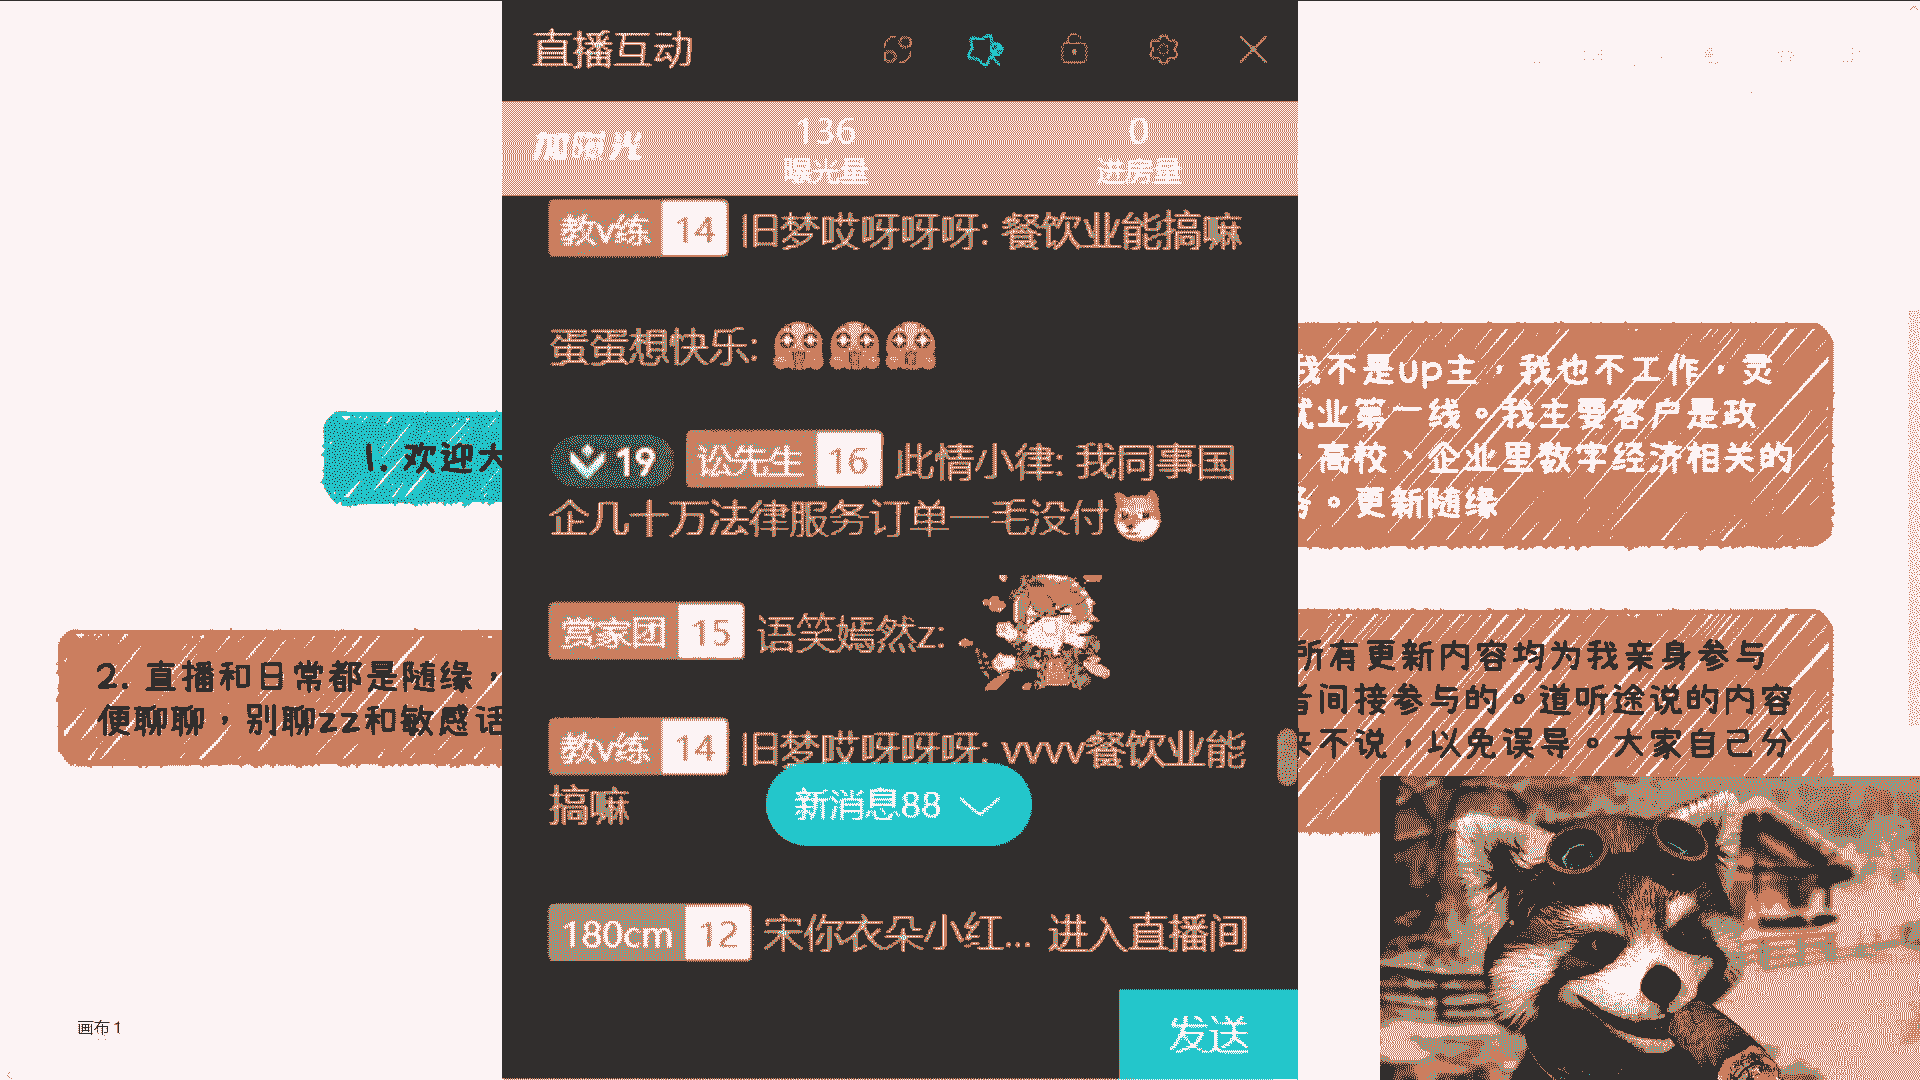 直播互动
加曝光
136
曝光量
0
进房量
教v练 14 旧梦哎呀呀呀: 餐饮业能搞嘛
蛋蛋想快乐:
19 讼先生 16 此情小律: 我同事国
企几十万法律服务订单一毛没付
赏家团 15 语笑嫣然z:
教v练 14 旧梦哎呀呀呀: vvvv餐饮业能
搞嘛
新消息88
180cm 12 宋你衣朵小红... 进入直播间
发送
1. 欢迎大
2. 直播和日常都是随缘，
便聊聊，别聊zz和敏感话
我不是up主，我也不工作，灵
就业第一线。我主要客户是政
、高校、企业里数字经济相关的
务。更新随缘
所有更新内容均为我亲身参与
者间接参与的。道听途说的内容
来不说，以免误导。大家自己分
画布 1